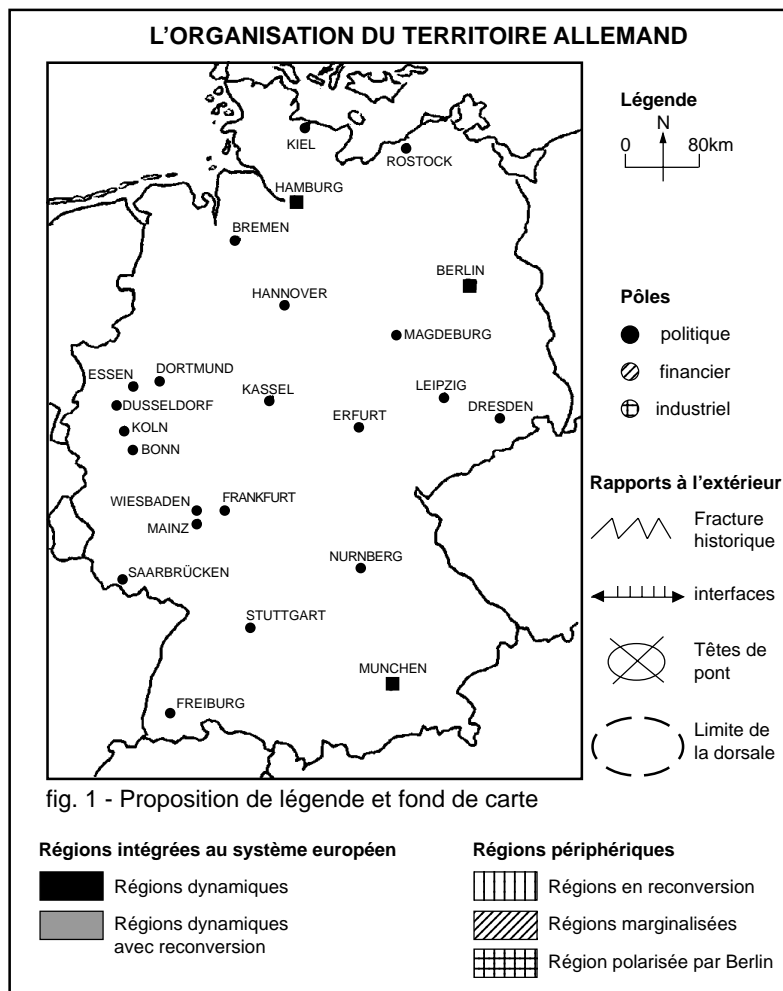 L'ORGANISATION DU TERRITOIRE ALLEMAND
Légende
N
0 80km
KIEL
ROSTOCK
HAMBURG
BREMEN
BERLIN
HANNOVER
MAGDEBURG
DORTMUND
ESSEN
KASSEL
LEIPZIG
DUSSELDORF
DRESDEN
ERFURT
KOLN
BONN
WIESBADEN
FRANKFURT
MAINZ
NURNBERG
SAARBRÜCKEN
STUTTGART
MUNCHEN
FREIBURG
Pôles
politique
financier
industriel
Rapports à l'extérieur
Fracture
historique
interfaces
Têtes de
pont
Limite de
la dorsale
fig. 1 - Proposition de légende et fond de carte
Régions intégrées au système européen
Régions dynamiques
Régions dynamiques
avec reconversion
Régions périphériques
Régions en reconversion
Régions marginalisées
Région polarisée par Berlin